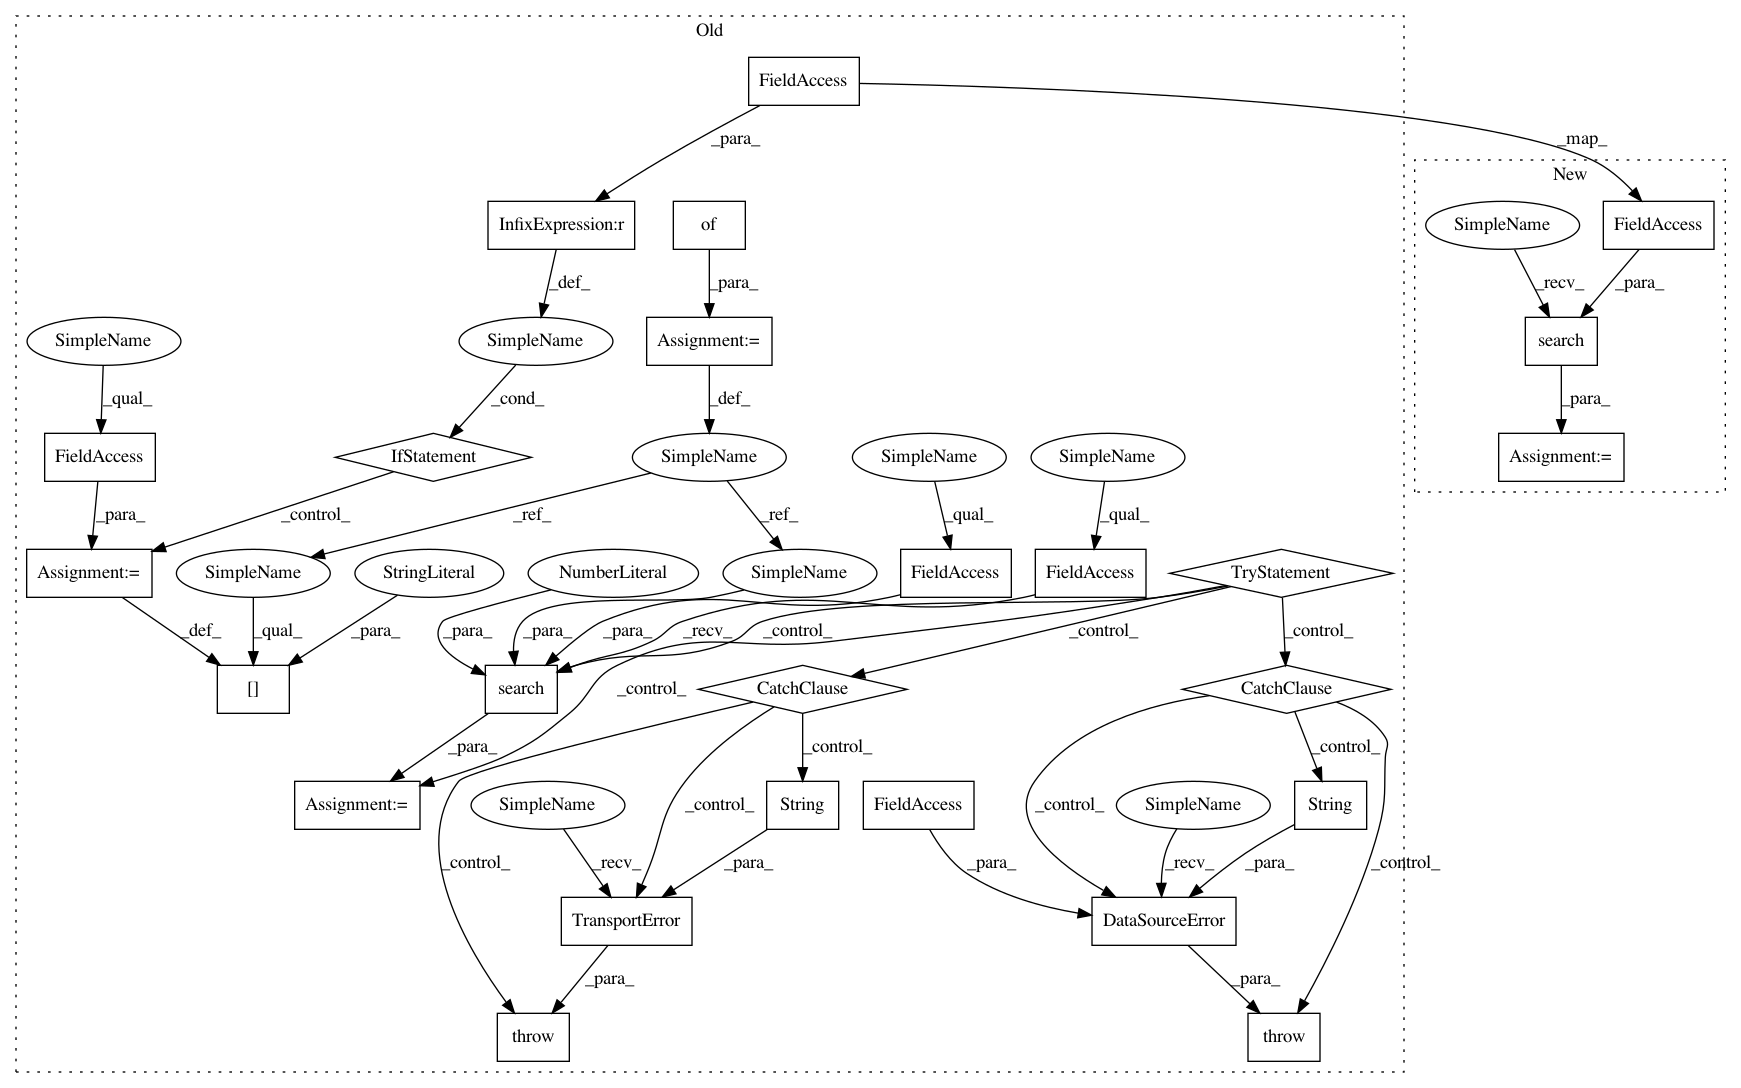 Old
FieldAccess
_para_
_map_
New
InfixExpression:r
of
SimpleName
FieldAccess
_def_
_para_
_recv_
_para_
SimpleName
SimpleName
Assignment:=
search
_qual_
_cond_
_def_
_para_
FieldAccess
IfStatement
SimpleName
SimpleName
SimpleName
Assignment:=
_para_
_control_
_ref_
_ref_
_qual_
_qual_
Assignment:=
SimpleName
StringLiteral
NumberLiteral
SimpleName
FieldAccess
FieldAccess
TryStatement
_def_
_qual_
_para_
_para_
_para_
_para_
_recv_
_control_
_control_
_control_
[]
search
_control_
CatchClause
CatchClause
_para_
_control_
_control_
Assignment:=
SimpleName
_control_
String
FieldAccess
_control_
SimpleName
String
_control_
_recv_
_para_
_para_
_recv_
_para_
_control_
TransportError
DataSourceError
_para_
_para_
throw
throw